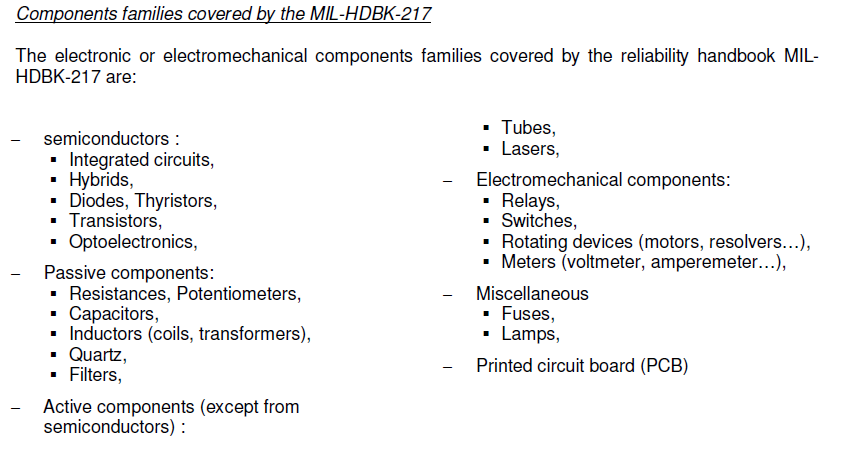 Components families covered by the MIL-HDBK-217
The electronic or electromechanical components families covered by the reliability handbook MIL-
HDBK-217 are:
– semiconductors :
▪ Integrated circuits,
▪ Hybrids,
▪ Diodes, Thyristors,
▪ Transistors,
▪ Optoelectronics,
– Passive components:
▪ Resistances, Potentiometers,
▪ Capacitors,
▪ Inductors (coils, transformers),
▪ Quartz,
▪ Filters,
– Active components (except from
semiconductors) :
▪ Tubes,
▪ Lasers,
– Electromechanical components:
▪ Relays,
▪ Switches,
▪ Rotating devices (motors, resolvers…),
▪ Meters (voltmeter, amperemeter…),
– Miscellaneous
▪ Fuses,
▪ Lamps,
– Printed circuit board (PCB)